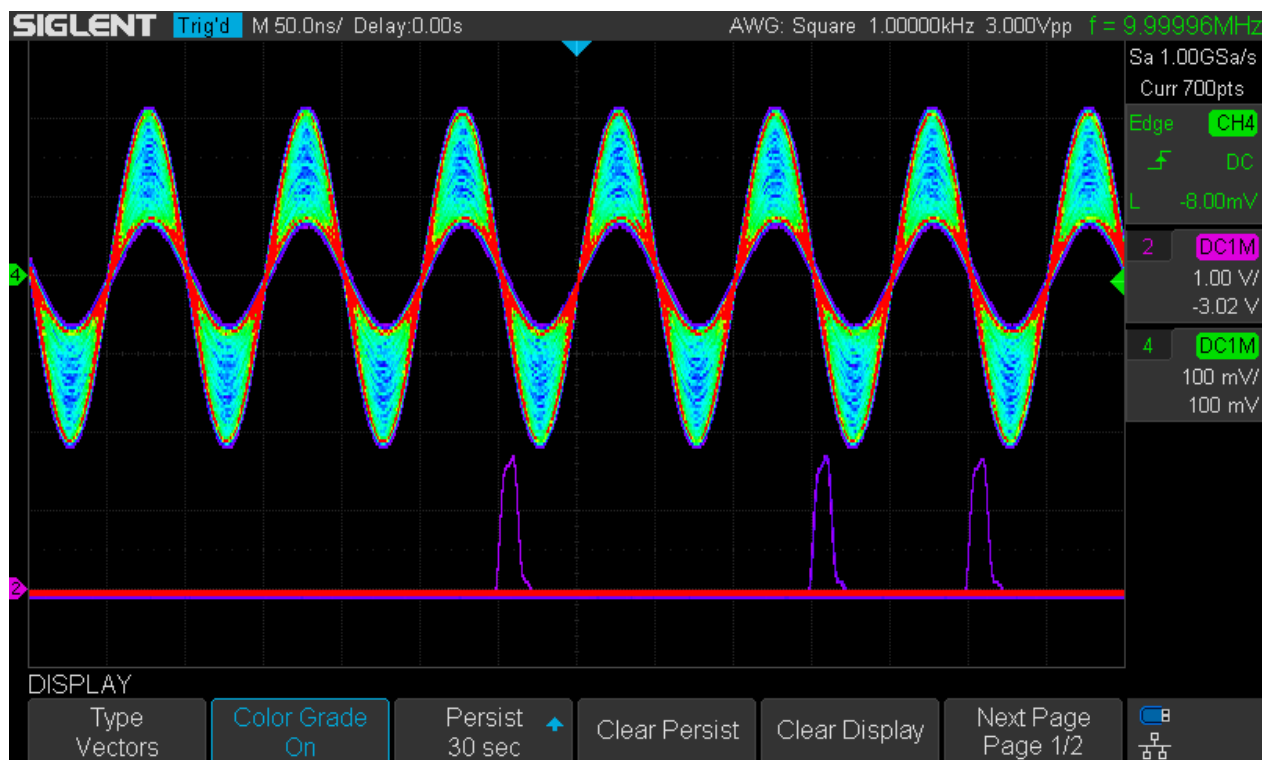 SIGLENT Trig'd M 50.0ns/ Delay:0.00s AWG: Square 1.00000kHz 3.000Vpp f = 9.99996MHz
Sa 1.00GSa/s
Curr 700pts
Edge CH4
DC
L -8.00mV
2 DC1M
1.00 V/
-3.02 V
4 DC1M
100 mV/
100 mV
4
2
DISPLAY
Type
Vectors
Color Grade
On
Persist
30 sec
Clear Persist
Clear Display
Next Page
Page 1/2